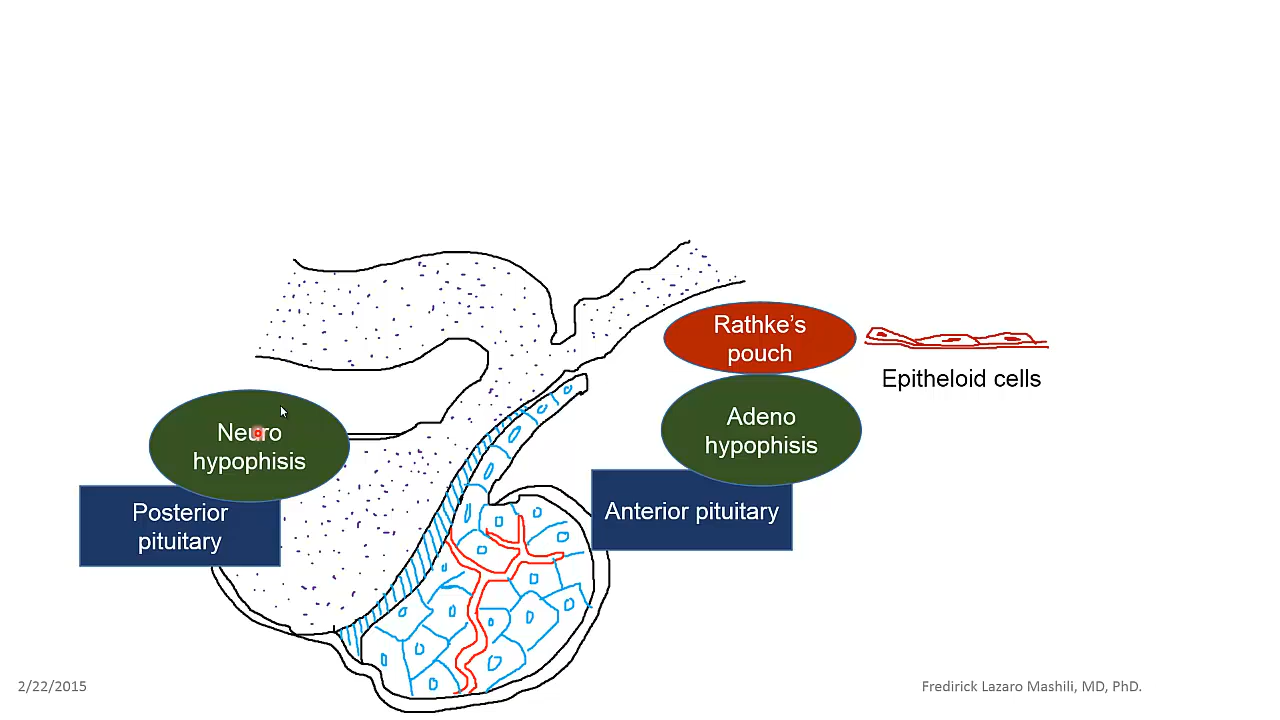 Rathke's
pouch
Epitheloid cells
Adeno
hypophisis
Anterior pituitary
Neuro
hypophisis
Posterior
pituitary
2/22/2015
Fredirick Lazaro Mashili, MD, PhD.